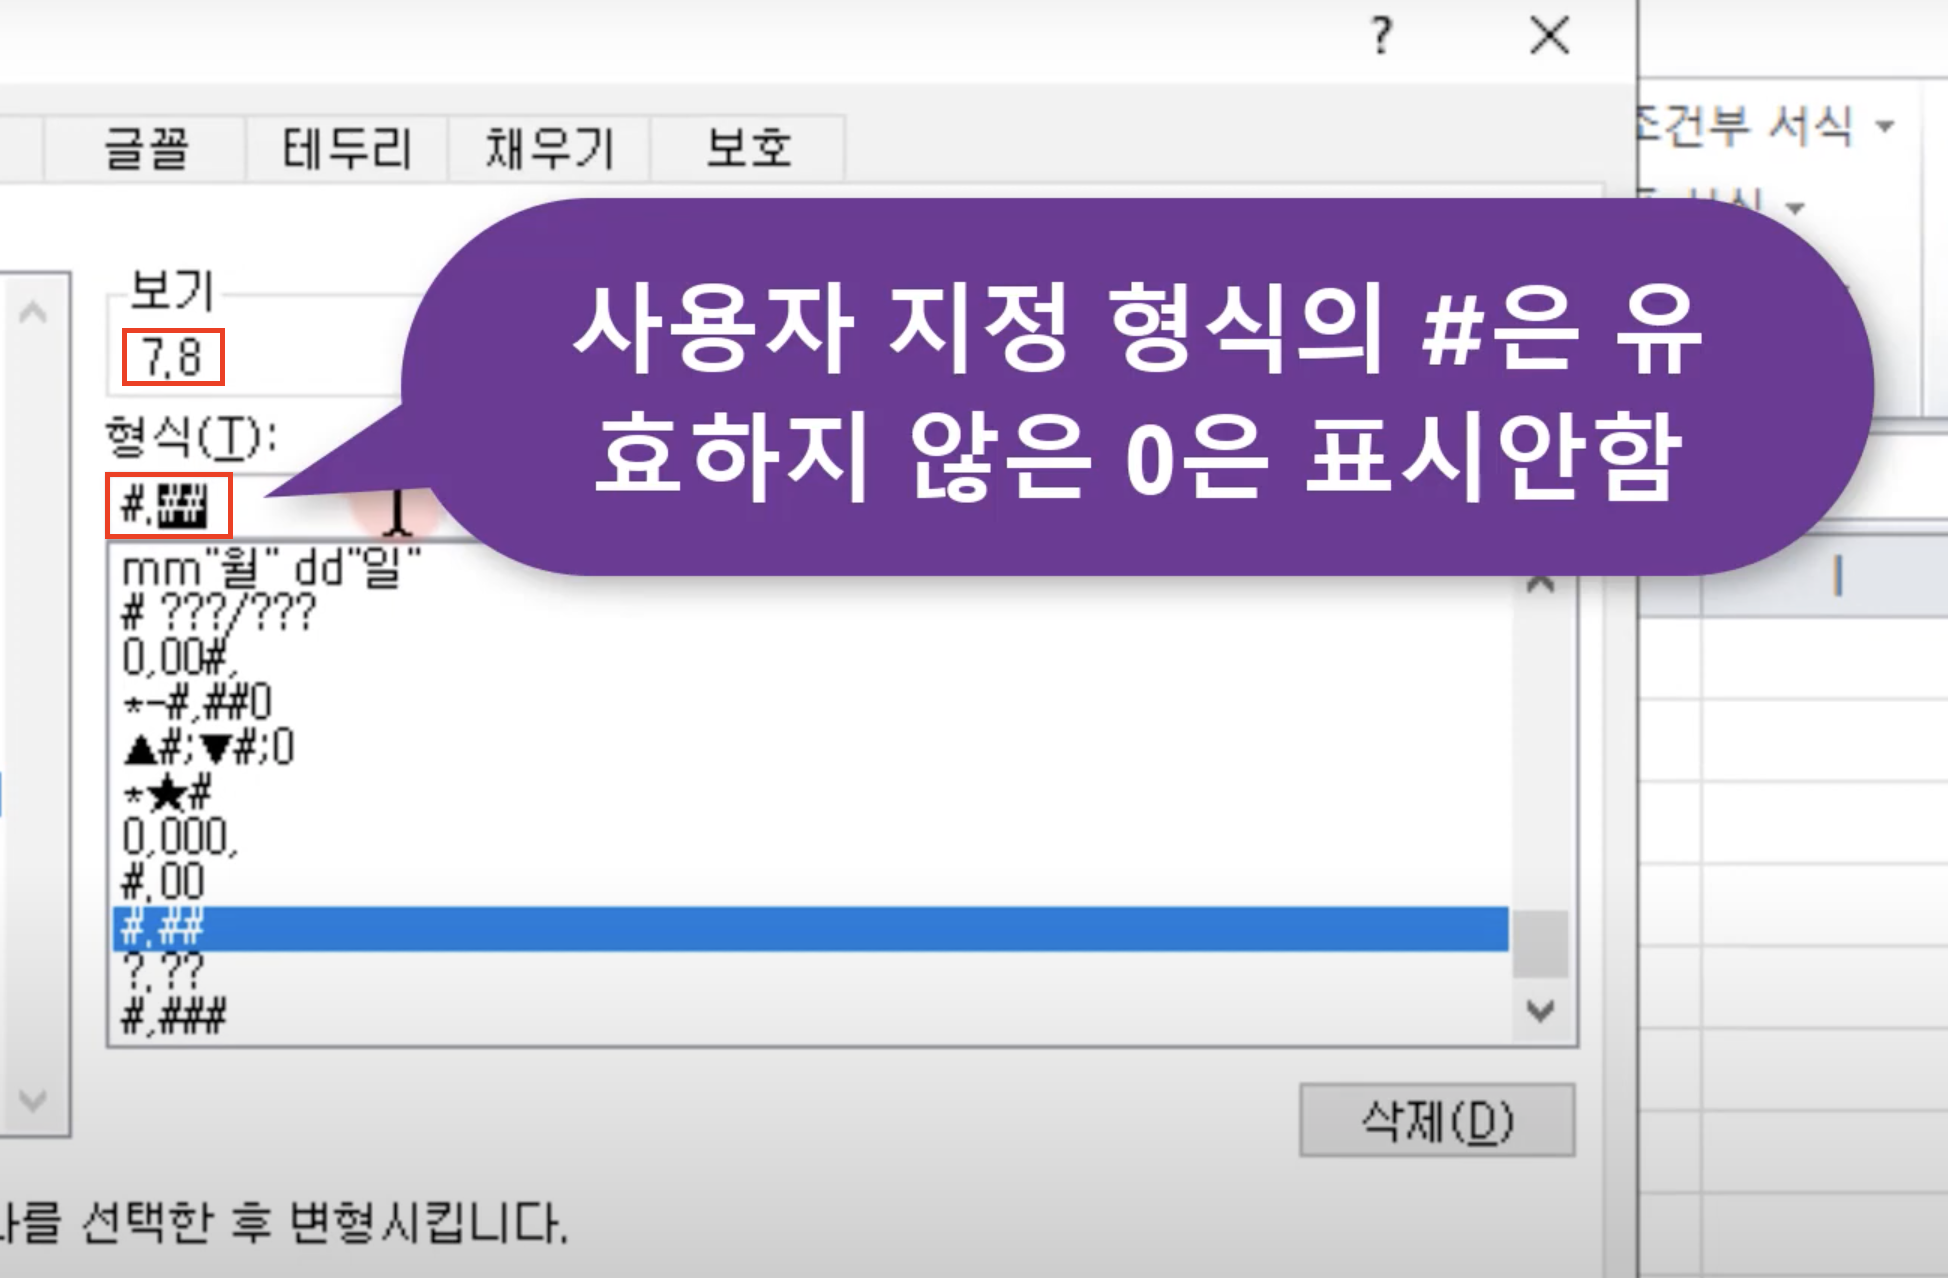 ?
글꼴 테두리 채우기 보호
조건부 서식
보기
7.8
형식(T):
#.##
사용자 지정 형식의 #은 유
효하지 않은 0은 표시안함
mm"월" dd"일"
# ???/???
0.00#,
*-#,##0
▲#;▼#;0
*★#
0.000,
#.00
#.##
?.??
#,###
삭제(D)
를 선택한 후 변형시킵니다.